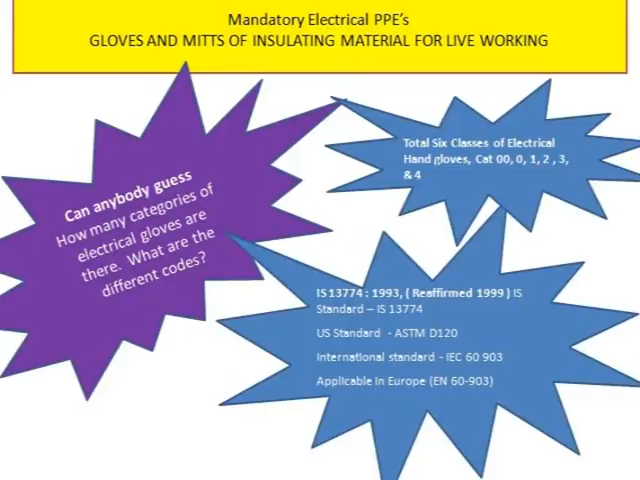 Mandatory Electrical PPE's
GLOVES AND MITTS OF INSULATING MATERIAL FOR LIVE WORKING
Can anybody guess
How many categories of
electrical gloves are
there. What are the
different codes?
Total Six Classes of Electrical
Hand gloves, Cat 00, 0, 1, 2 , 3,
& 4
IS 13774 : 1993, ( Reaffirmed 1999 ) IS
Standard – IS 13774
US Standard - ASTM D120
International standard - IEC 60 903
Applicable in Europe (EN 60-903)